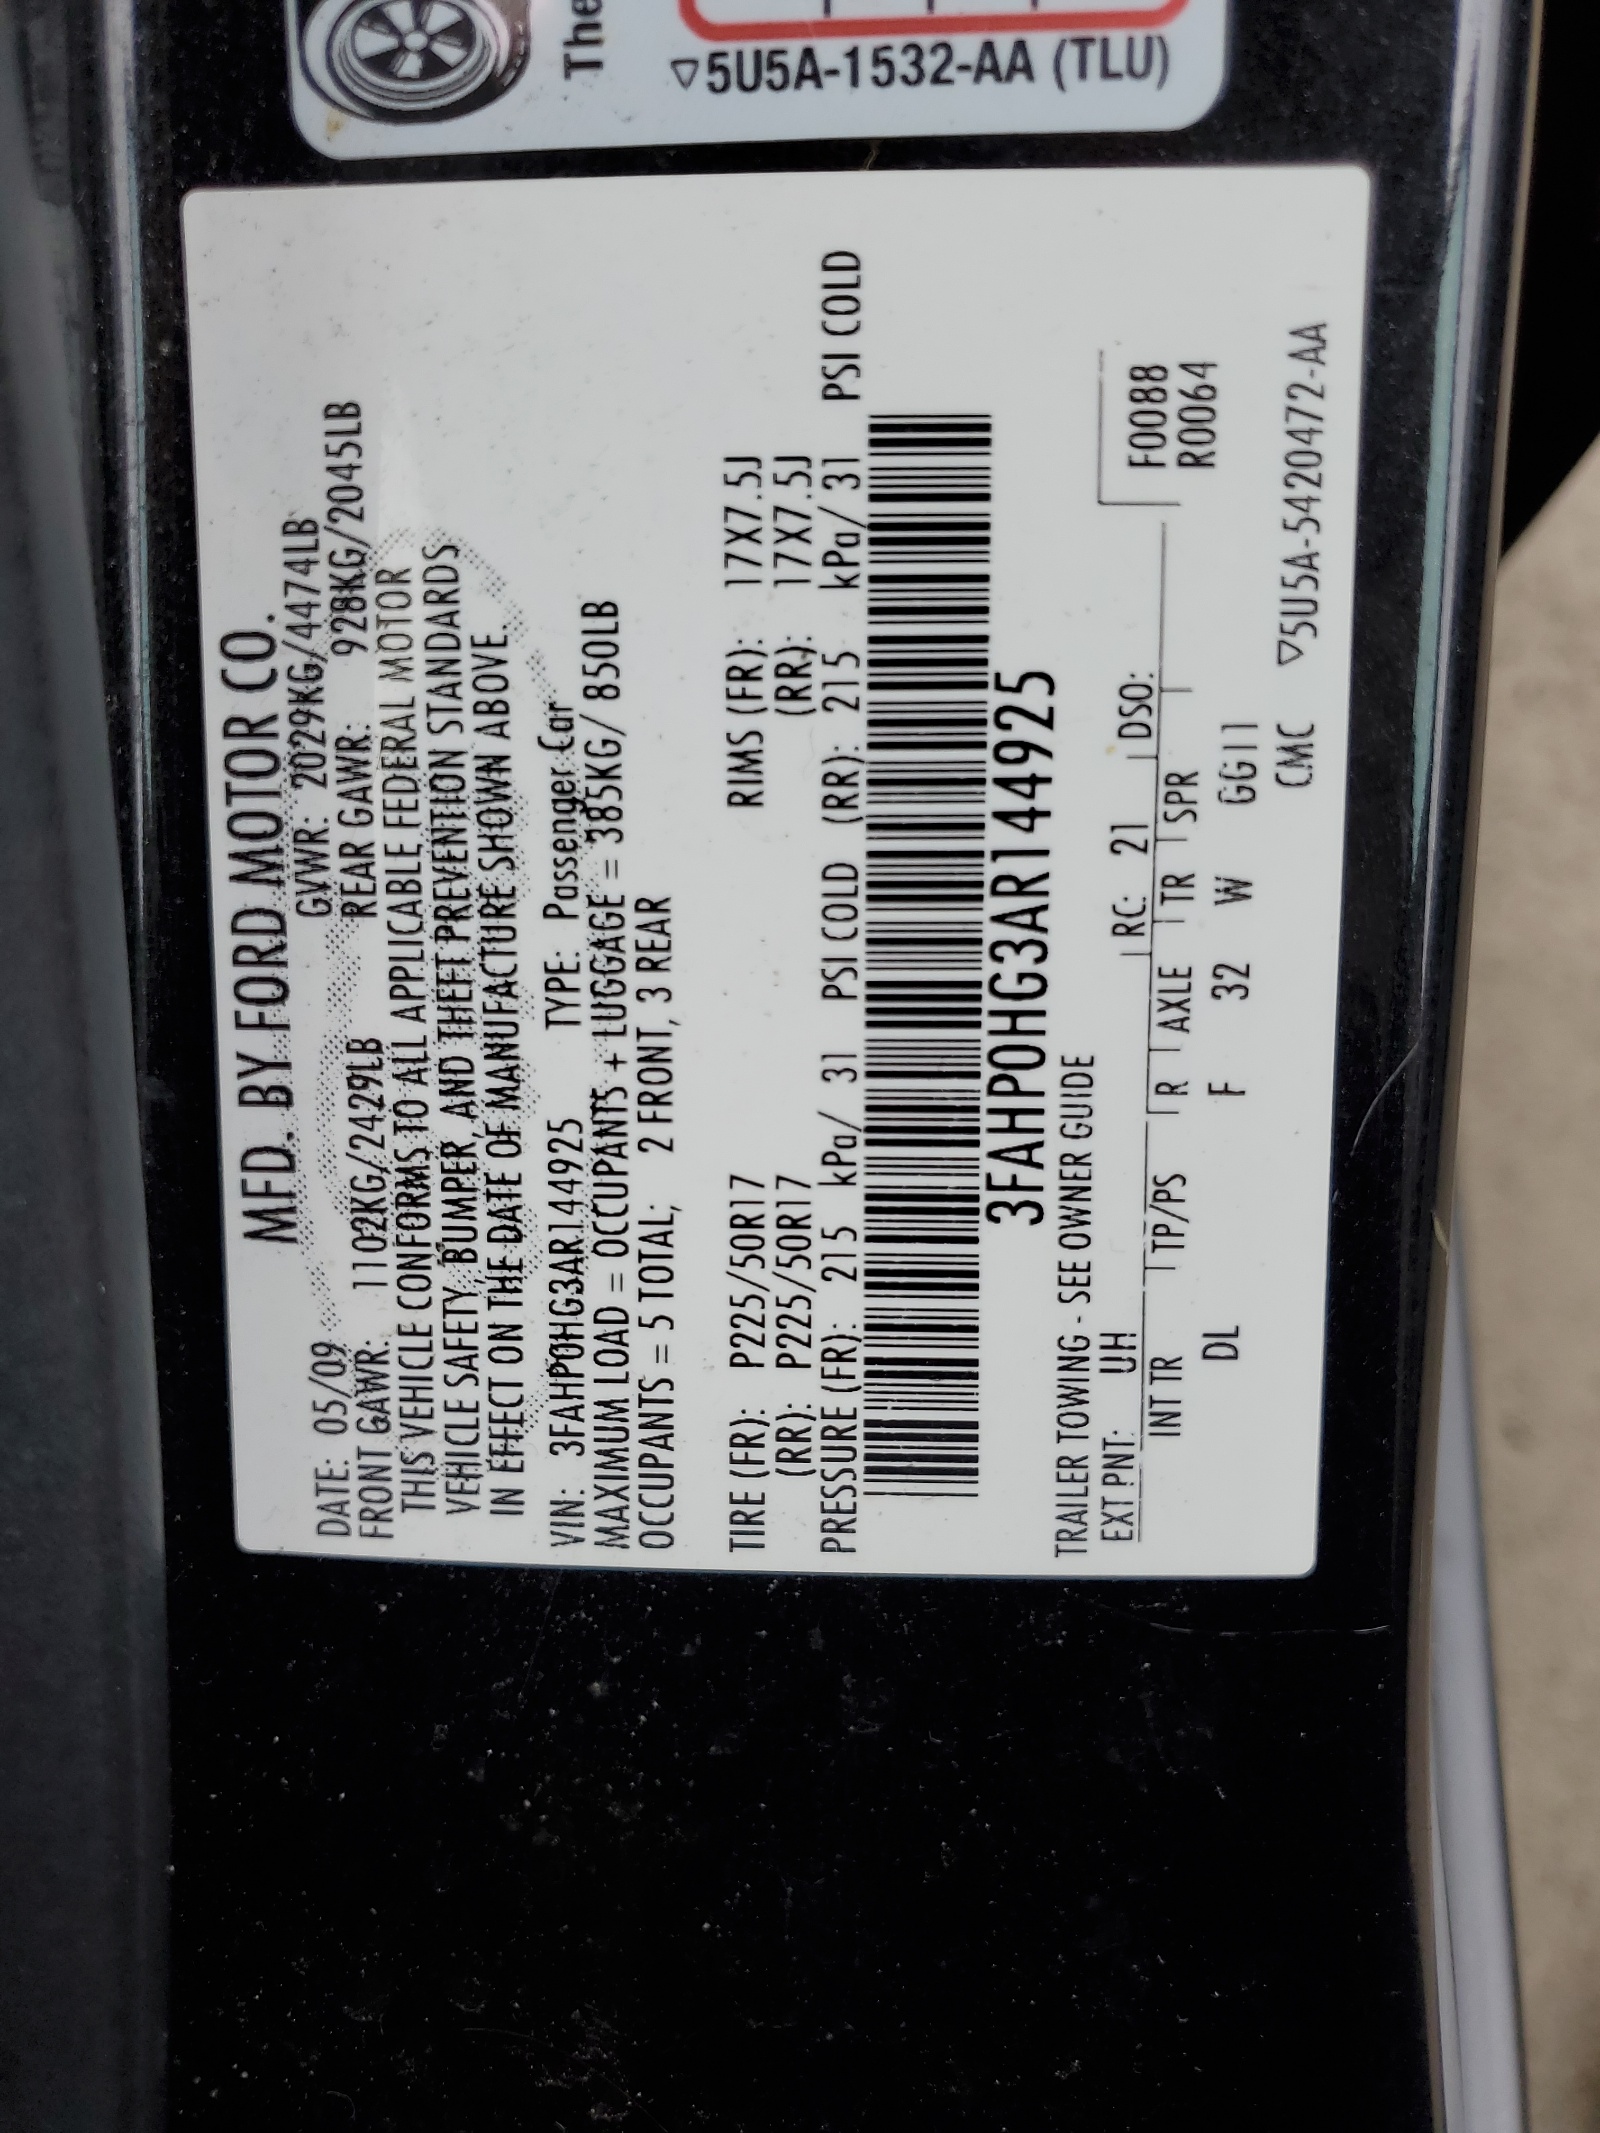 The
▽5U5A-1532-AA (TLU)
MFD. BY FORD MOTOR CO.
DATE: 05/09 GVWR: 2029KG/4474LB
FRONT GAWR: 1102KG/2429LB REAR GAWR: 928KG/2045LB
THIS VEHICLE CONFORMS TO ALL APPLICABLE FEDERAL MOTOR
VEHICLE SAFETY, BUMPER, AND THEFT PREVENTION STANDARDS
IN EFFECT ON THE DATE OF MANUFACTURE SHOWN ABOVE.
VIN: 3FAHP0HG3AR144925 TYPE: Passenger Car
MAXIMUM LOAD = OCCUPANTS + LUGGAGE = 385KG/ 850LB
OCCUPANTS = 5 TOTAL; 2 FRONT, 3 REAR
TIRE (FR): P225/50R17 RIMS (FR): 17X7.5J
(RR): P225/50R17 (RR): 17X7.5J
PRESSURE (FR): 215 kPa/ 31 PSI COLD (RR): 215 kPa/ 31 PSI COLD
3FAHP0HG3AR144925
TRAILER TOWING - SEE OWNER GUIDE
EXT PNT: UH RC: 21 DSO: F0088
INT TR TP/PS R AXLE TR SPR R0064
DL F 32 W GG11
CMC ▽5U5A-5420472-AA